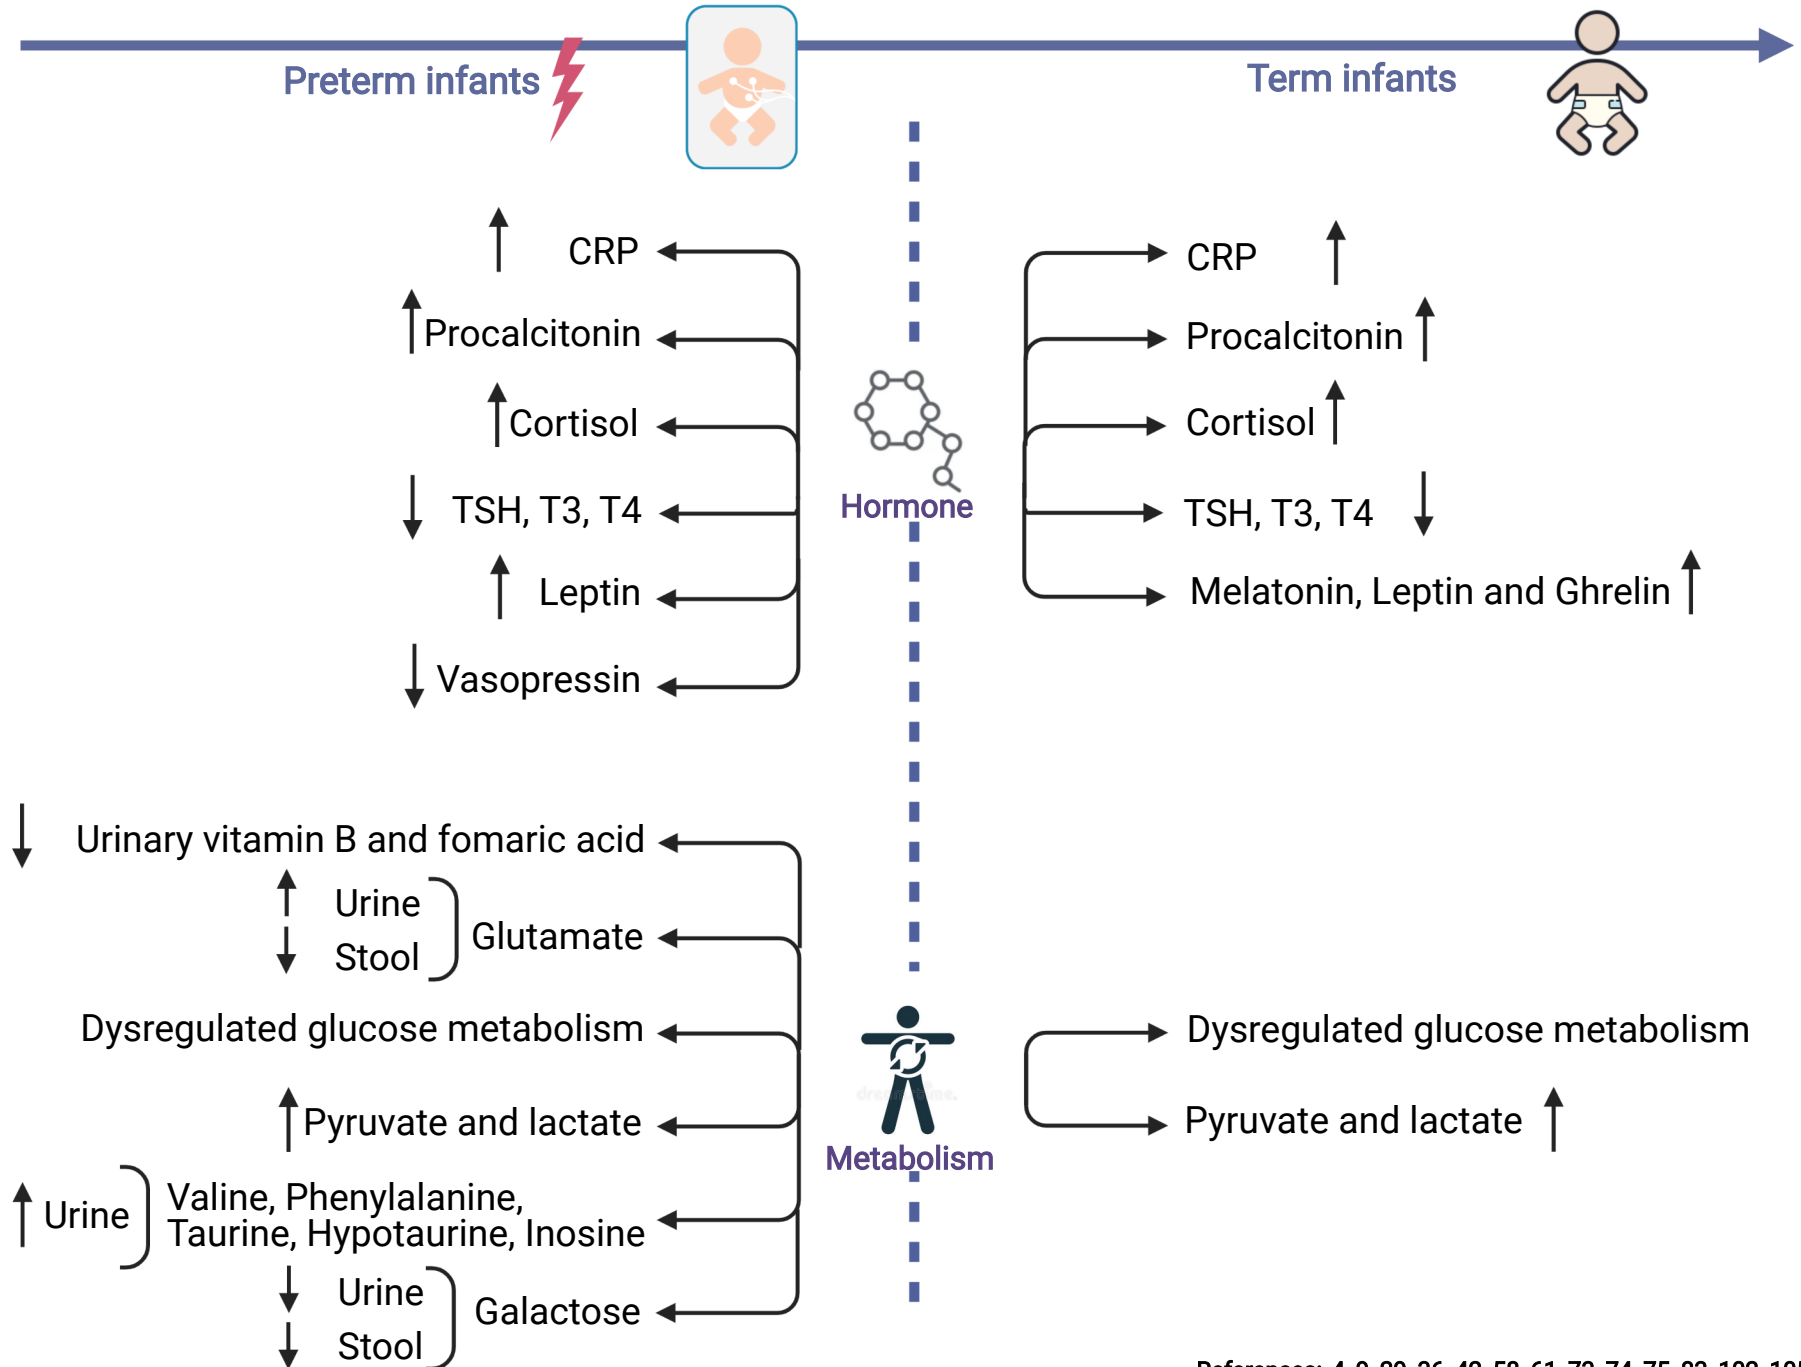 Preterm infants
Term infants
CRP
Procalcitonin
Cortisol
TSH, T3, T4
Leptin
Vasopressin
Hormone
CRP
Procalcitonin
Cortisol
TSH, T3, T4
Melatonin, Leptin and Ghrelin
Urinary vitamin B and fomaric acid
Urine
Stool
Glutamate
Dysregulated glucose metabolism
Pyruvate and lactate
Urine
Valine, Phenylalanine,
Taurine, Hypotaurine, Inosine
Urine
Stool
Galactose
Metabolism
Dysregulated glucose metabolism
Pyruvate and lactate